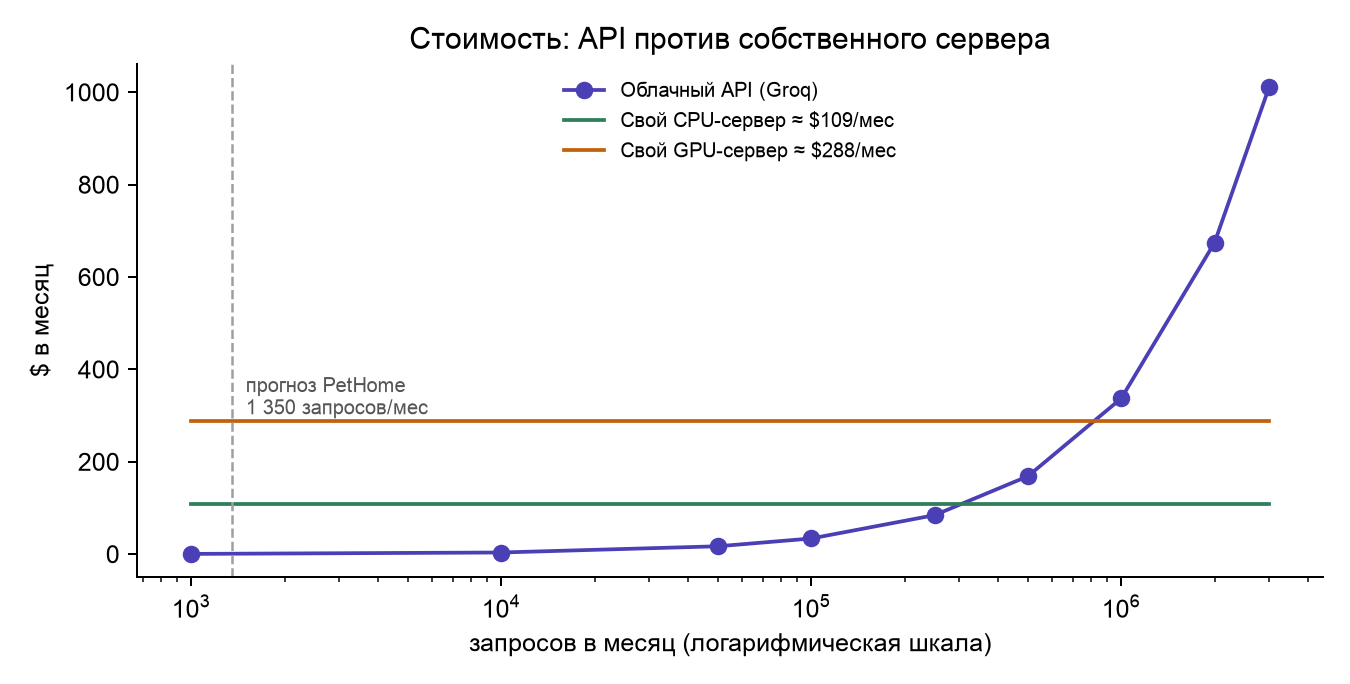 Стоимость: API против собственного сервера
Облачный API (Groq)
Свой CPU-сервер ≈ $109/мес
Свой GPU-сервер ≈ $288/мес
$ в месяц
1000
800
600
400
200
0
прогноз PetHome
1 350 запросов/мес
10³
10⁴
10⁵
10⁶
запросов в месяц (логарифмическая шкала)